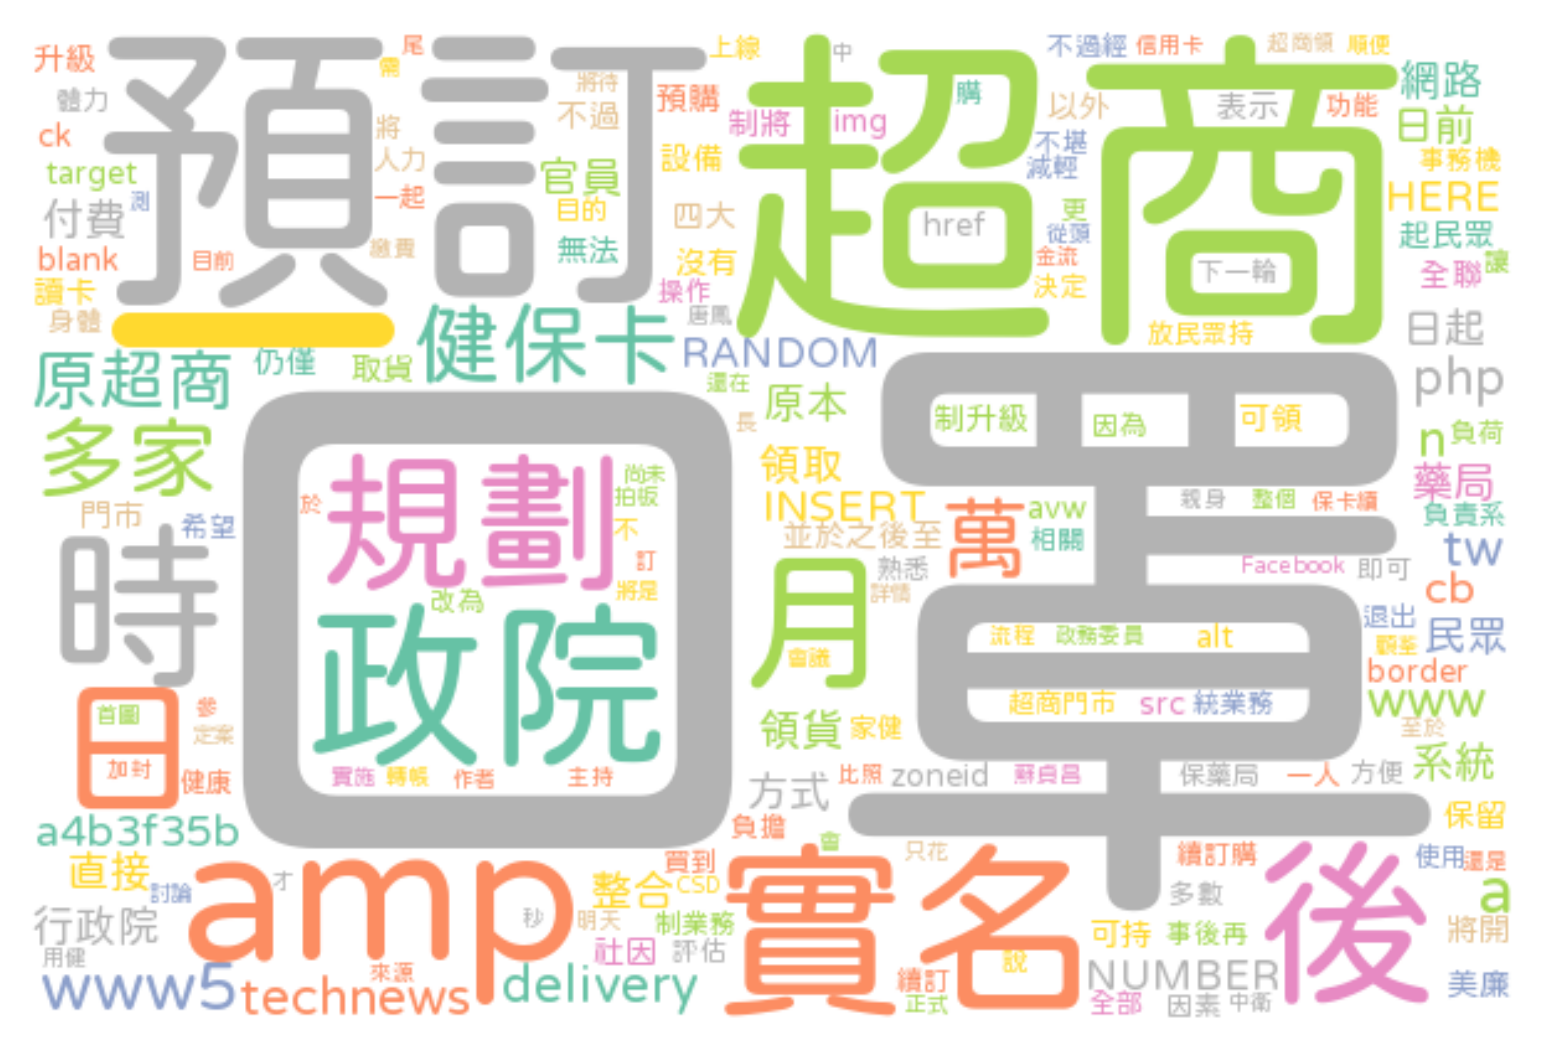 升級 預訂 尾 需 上線 中 超商 不過經 信用卡 超商領 順便
體力 將待 不過 預購 購 以外 表示 功能 網路
ck 將 制將 img 不堪 日前
target 人力 官員 設備 減輕 事務機
付費 測 一起 目的 四大 href 更 HERE
blank 目前 繳費 無法 沒有 從頭 金流 下一輪 起民眾 讓
讀卡 操作 決定 全聯
身體 一 健保卡 唐鳳 放民眾持 日起
原超商 仍僅 取貨 RANDOM 還在 php
多家 口罩 長 原本 制升級 因為 可領 n 負荷
規劃 尚未 拍板 領取 藥局
門市 希望 於 不 INSERT 萬 avw 親身 整個 保卡續 負責系
時 訂 並於之後至 相關 tw
改為 將是 月 熟悉 詳情 Facebook 即可 cb
政院 會議 流程 政務委員 alt 退出 民眾
日 首圖 參 border
定案 領貨 家健 超商門市 src 統業務 www 至於
加封 健康 實施 轉帳 作者 主持 方式 比照 zoneid 蘇貞昌 保藥局 一人 方便 系統
a4b3f35b 負擔 會 保留
直接 討論 amp 才 買到 整合 CSD 實名 只花 續訂購 後 使用 還是
行政院 秒 明天 制業務 多數 a
用健 社因 評估 說 可持 事後再 將開
www5 來源 technews delivery 續訂 正式 NUMBER 全部 因素 中衛 美廉